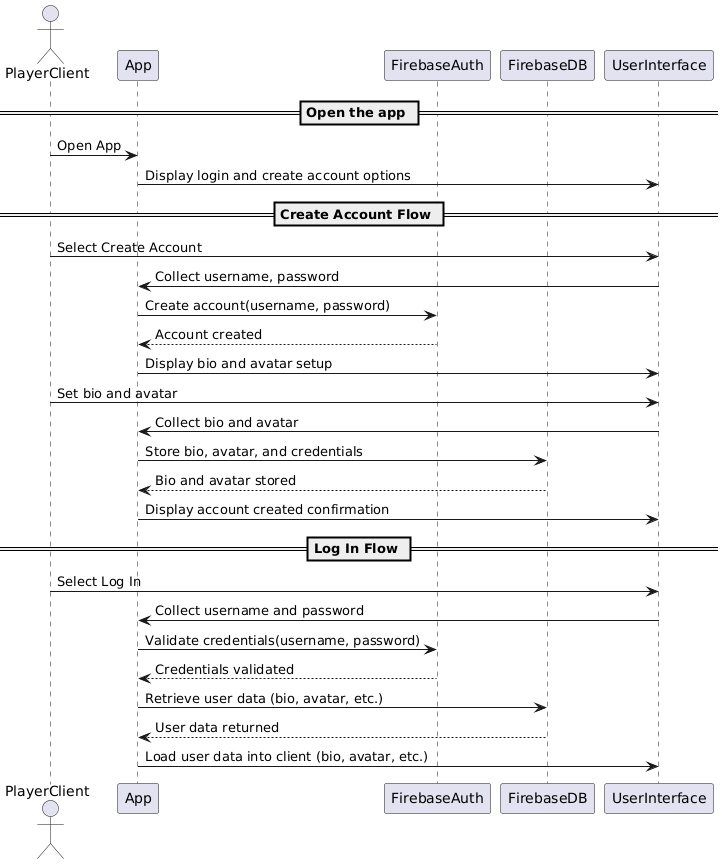 PlayerClient
App
FirebaseAuth
FirebaseDB
UserInterface
Open the app
Open App
Display login and create account options
Create Account Flow
Select Create Account
Collect username, password
Create account(username, password)
Account created
Display bio and avatar setup
Set bio and avatar
Collect bio and avatar
Store bio, avatar, and credentials
Bio and avatar stored
Display account created confirmation
Log In Flow
Select Log In
Collect username and password
Validate credentials(username, password)
Credentials validated
Retrieve user data (bio, avatar, etc.)
User data returned
Load user data into client (bio, avatar, etc.)
PlayerClient
App
FirebaseAuth
FirebaseDB
UserInterface